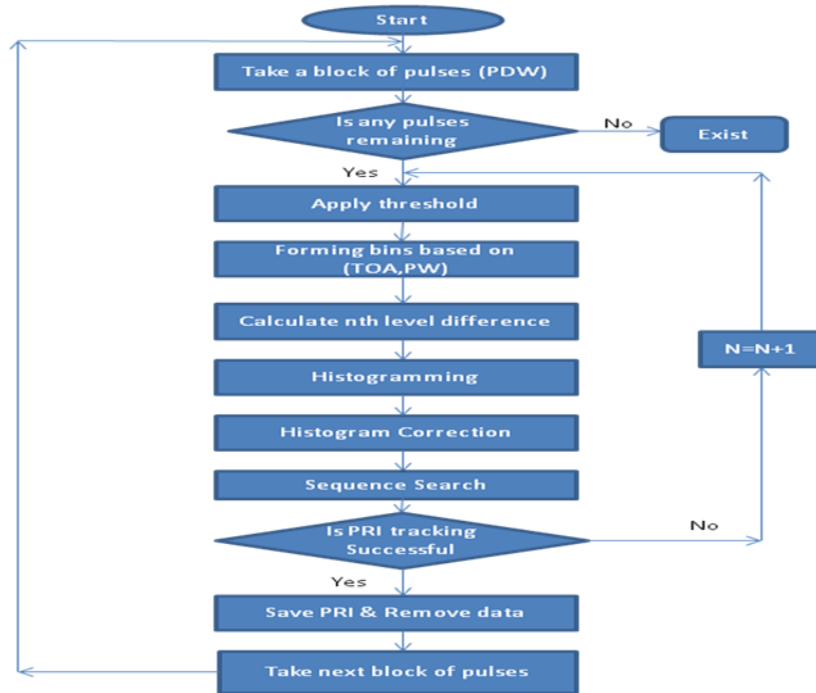 Start
Take a block of pulses (PDW)
Is any pulses
remaining
No
Exist
Yes
Apply threshold
Forming bins based on
(TOA,PW)
Calculate nth level difference
N=N+1
Histogramming
Histogram Correction
Sequence Search
Is PRI tracking
Successful
No
Yes
Save PRI & Remove data
Take next block of pulses